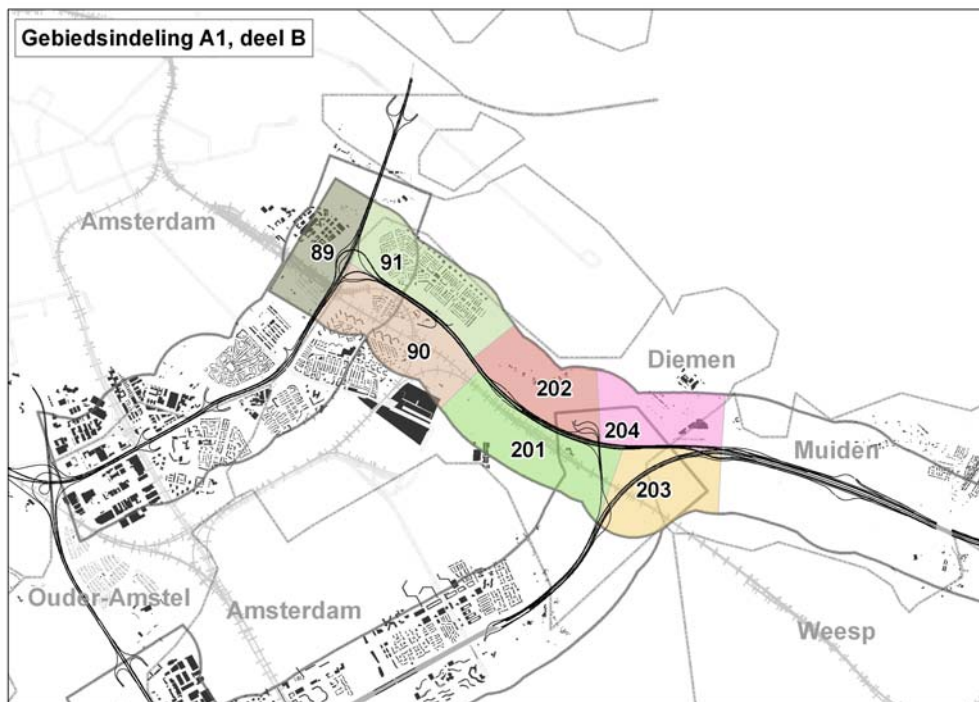 Gebiedsindeling A1, deel B
Amsterdam
89
91
90
202
Diemen
204
201
Muiden
203
Ouder-Amstel
Amsterdam
Weesp